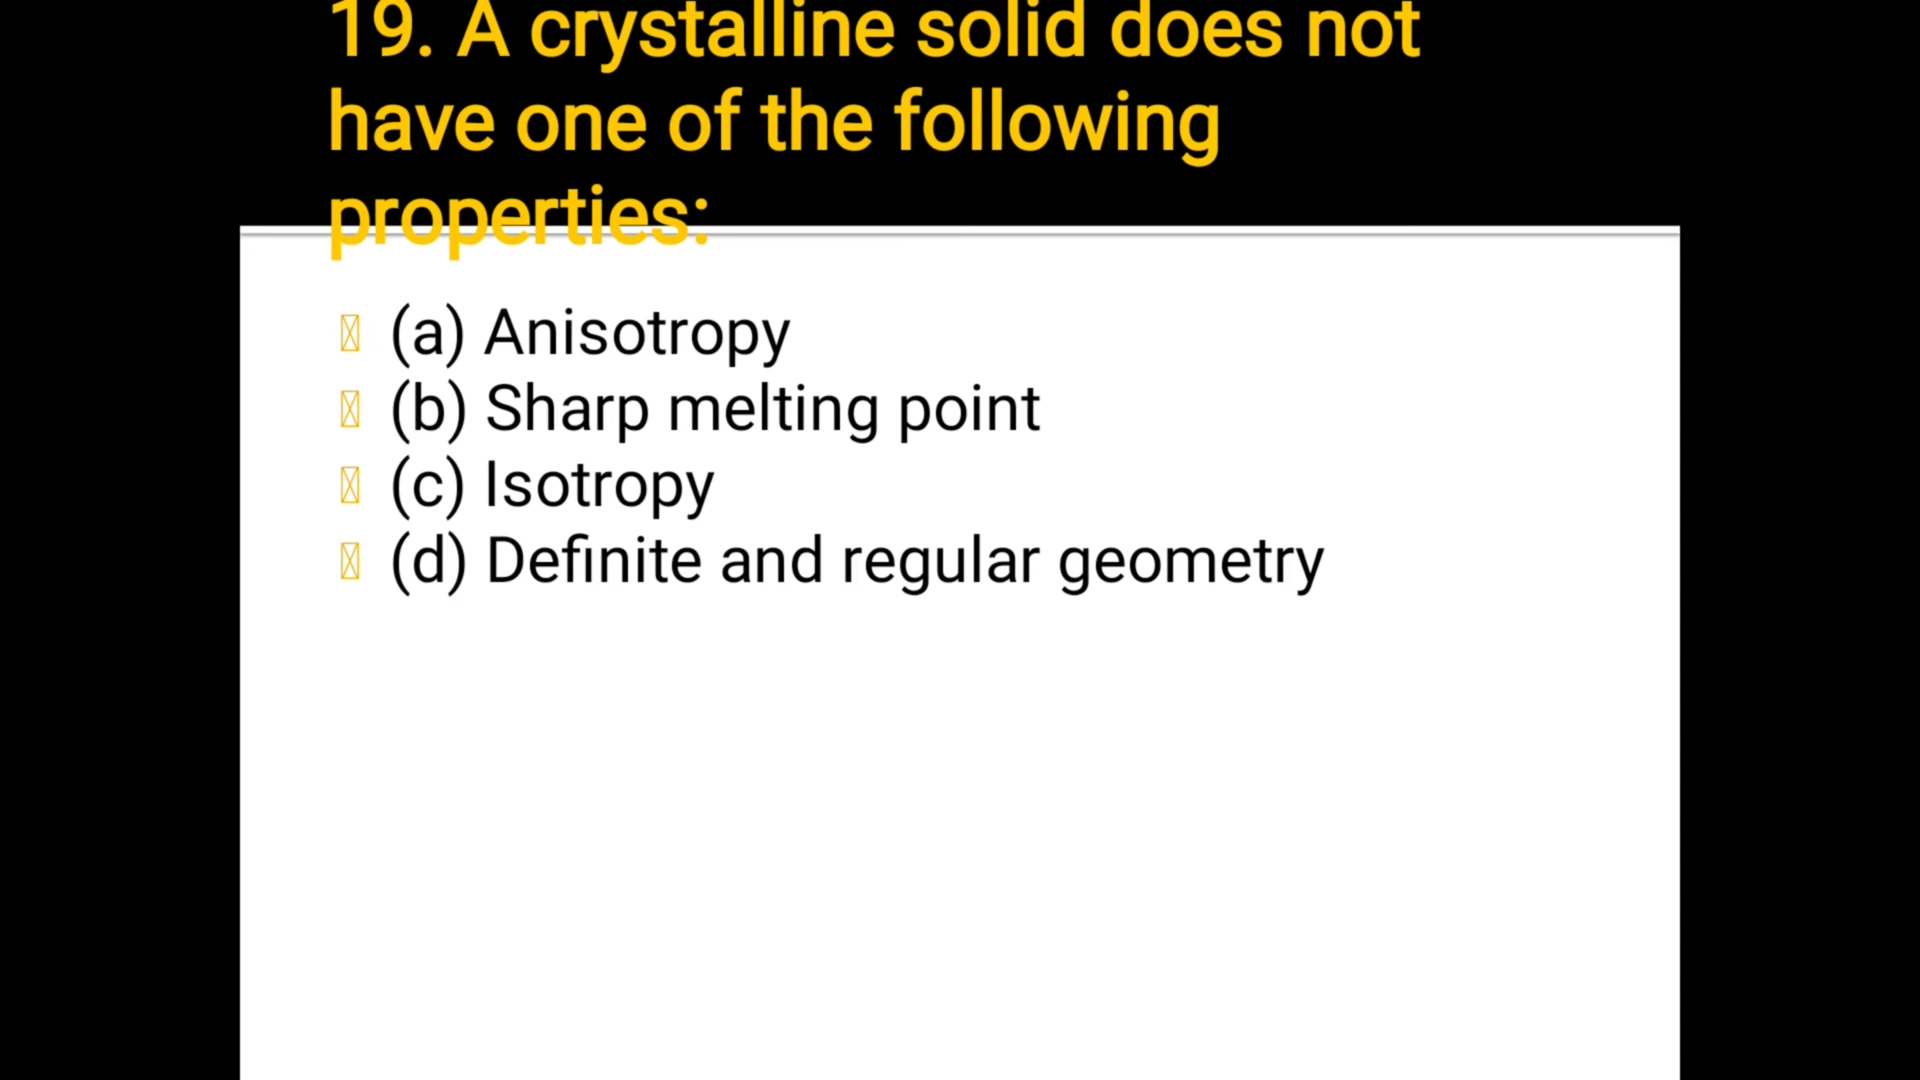 19. A crystalline solid does not
have one of the following
properties:
(a) Anisotropy
(b) Sharp melting point
(c) Isotropy
(d) Definite and regular geometry